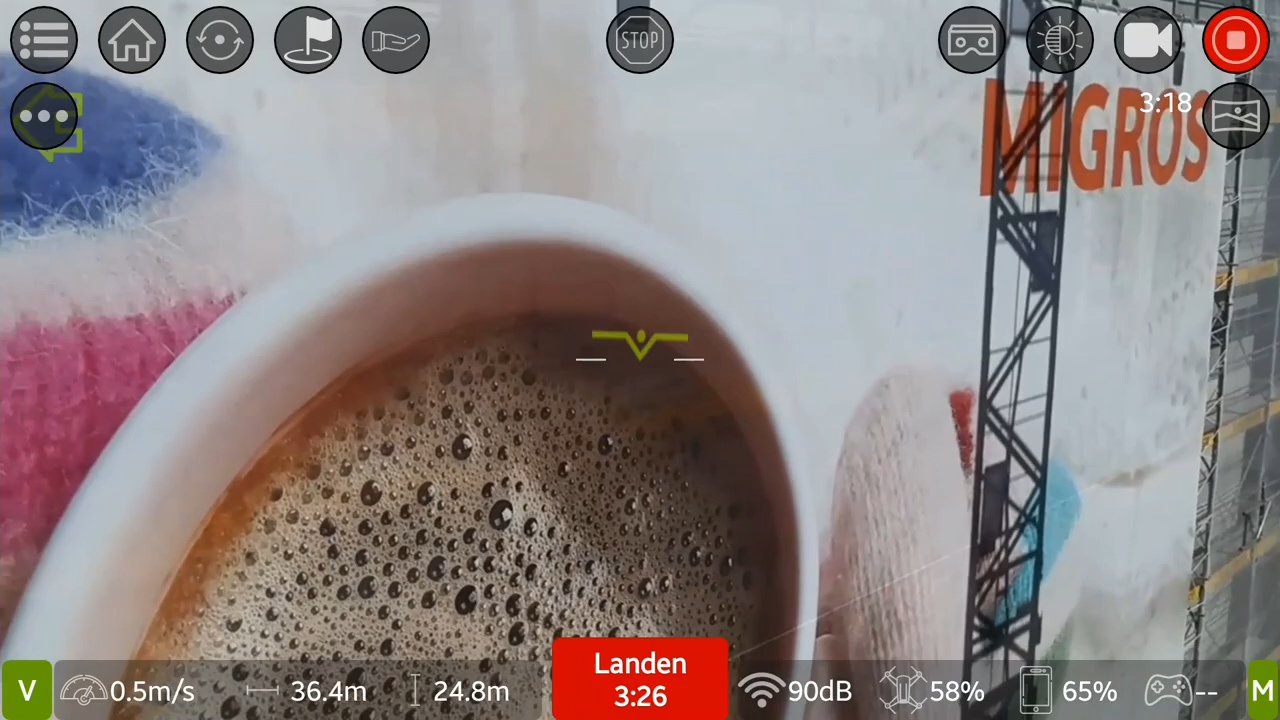 STOP
3:18
MIGROS
V
0.5m/s
36.4m
24.8m
Landen
3:26
90dB
58%
65%
--
M